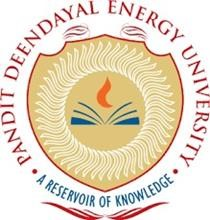 PANDIT DEENDAYAL ENERGY UNIVERSITY
• A RESERVOIR OF KNOWLEDGE •